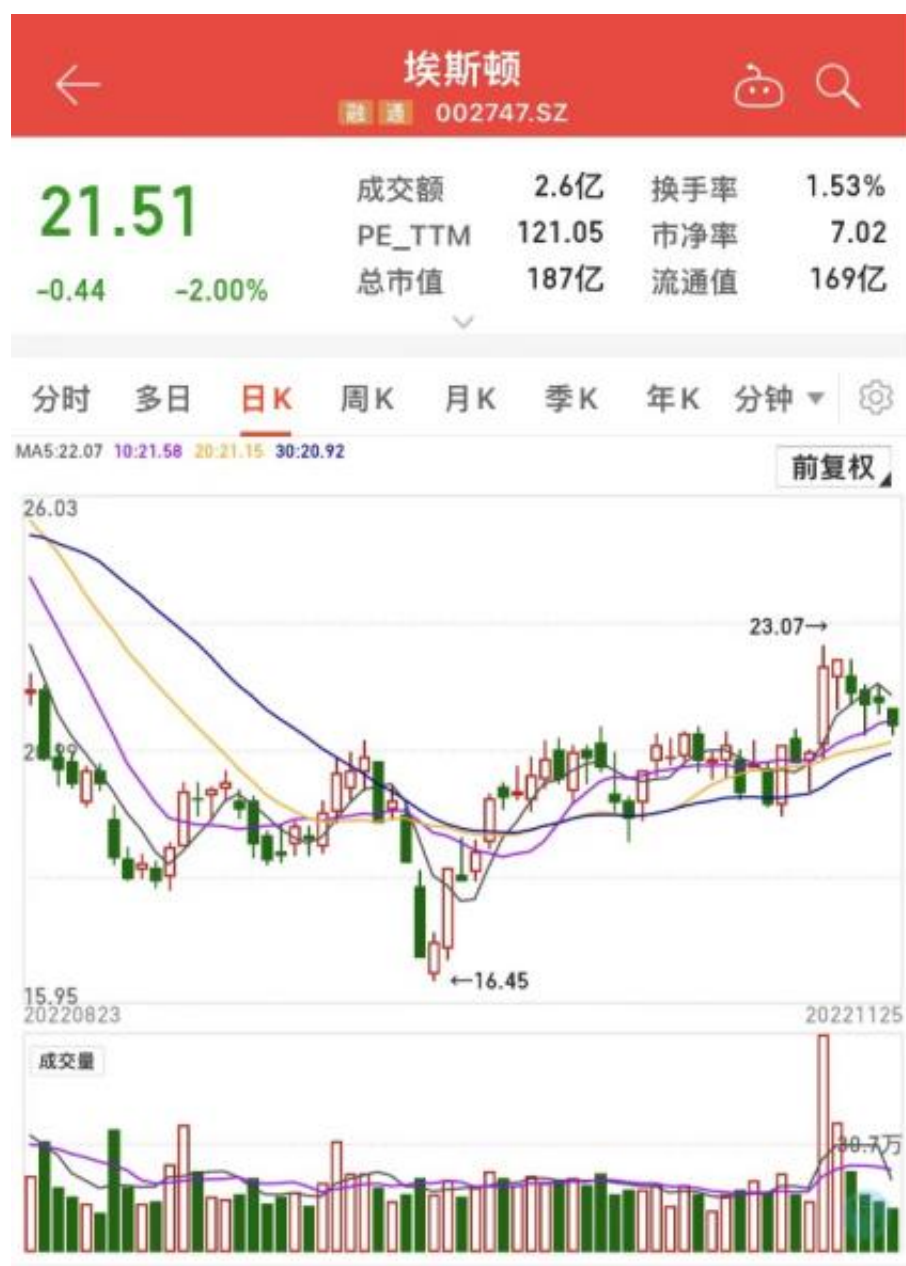 埃斯顿
融 通 002747.SZ
21.51 成交额 2.6亿 换手率 1.53%
PE_TTM 121.05 市净率 7.02
-0.44 -2.00% 总市值 187亿 流通值 169亿
分时 多日 日K 周K 月K 季K 年K 分钟
MA5:22.07 10:21.58 20:21.15 30:20.92
前复权
26.03
23.07→
20.99
←16.45
15.95
20220823 20221125
成交量
30.7万